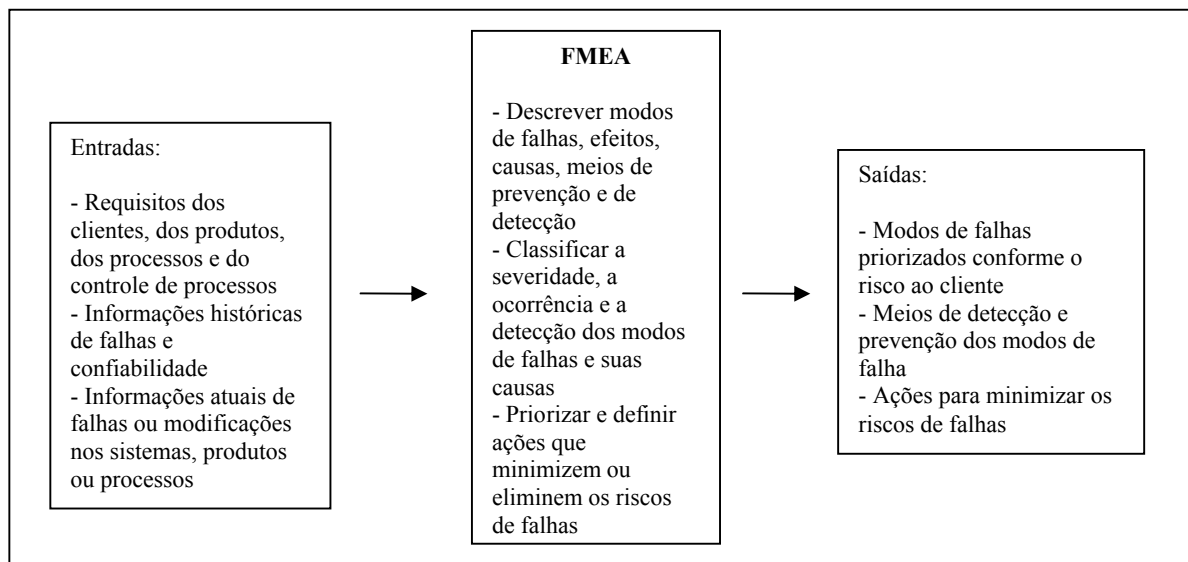 Entradas:
- Requisitos dos
clientes, dos produtos,
dos processos e do
controle de processos
- Informações históricas
de falhas e
confiabilidade
- Informações atuais de
falhas ou modificações
nos sistemas, produtos
ou processos
FMEA
- Descrever modos
de falhas, efeitos,
causas, meios de
prevenção e de
detecção
- Classificar a
severidade, a
ocorrência e a
detecção dos modos
de falhas e suas
causas
- Priorizar e definir
ações que
minimizem ou
eliminem os riscos
de falhas
Saídas:
- Modos de falhas
priorizados conforme o
risco ao cliente
- Meios de detecção e
prevenção dos modos de
falha
- Ações para minimizar os
riscos de falhas